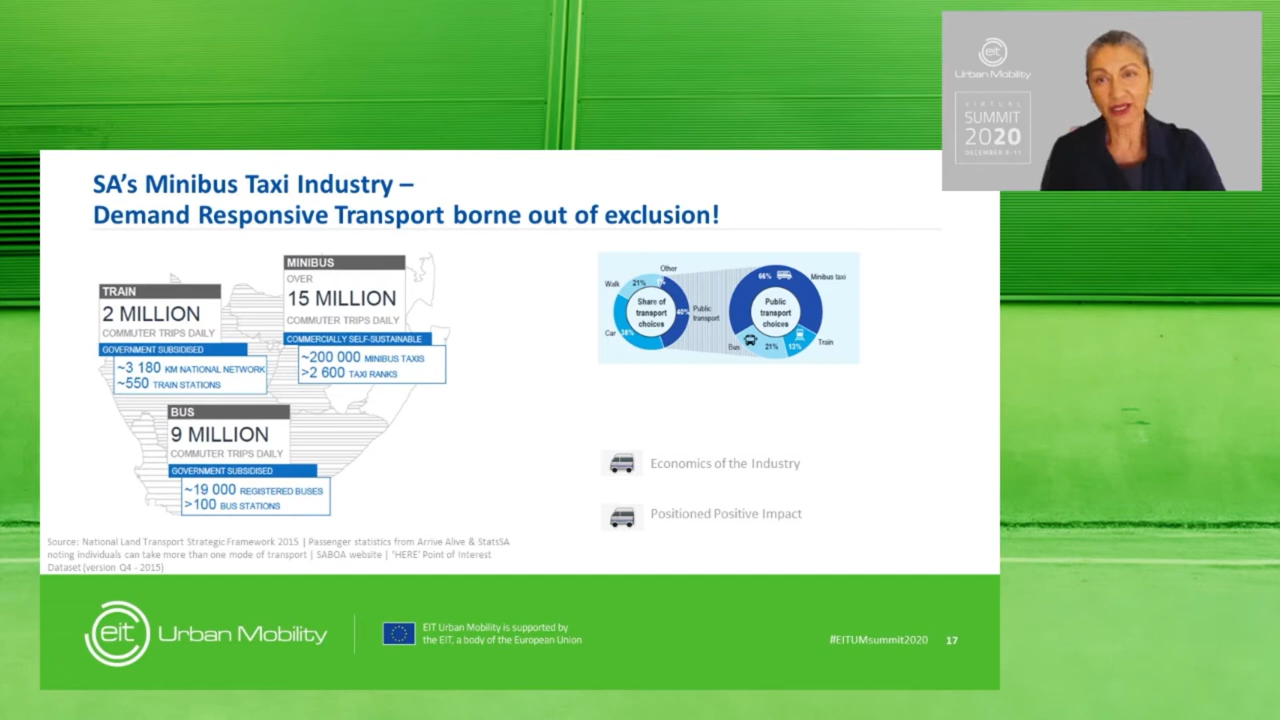 eit
Urban Mobility
VIRTUAL
SUMMIT
2020
DECEMBER 8-11
SA's Minibus Taxi Industry –
Demand Responsive Transport borne out of exclusion!
TRAIN
2 MILLION
COMMUTER TRIPS DAILY
GOVERNMENT SUBSIDISED
~3 180 KM NATIONAL NETWORK
~550 TRAIN STATIONS
MINIBUS
OVER
15 MILLION
COMMUTER TRIPS DAILY
COMMERCIALLY SELF-SUSTAINABLE
~200 000 MINIBUS TAXIS
>2 600 TAXI RANKS
BUS
9 MILLION
COMMUTER TRIPS DAILY
GOVERNMENT SUBSIDISED
~19 000 REGISTERED BUSES
>100 BUS STATIONS
Other
Walk
21%
Share of
transport
choices
40%
Public
transport
Car
38%
66%
Minibus taxi
Public
transport
choices
Bus
21%
13%
Train
Economics of the Industry
Positioned Positive Impact
Source: National Land Transport Strategic Framework 2015 | Passenger statistics from Arrive Alive & StatsSA
noting individuals can take more than one mode of transport | SABOA website | 'HERE' Point of Interest
Dataset (version Q4 - 2015)
eit Urban Mobility
EIT Urban Mobility is supported by
the EIT, a body of the European Union
#EITUMsummit2020 17